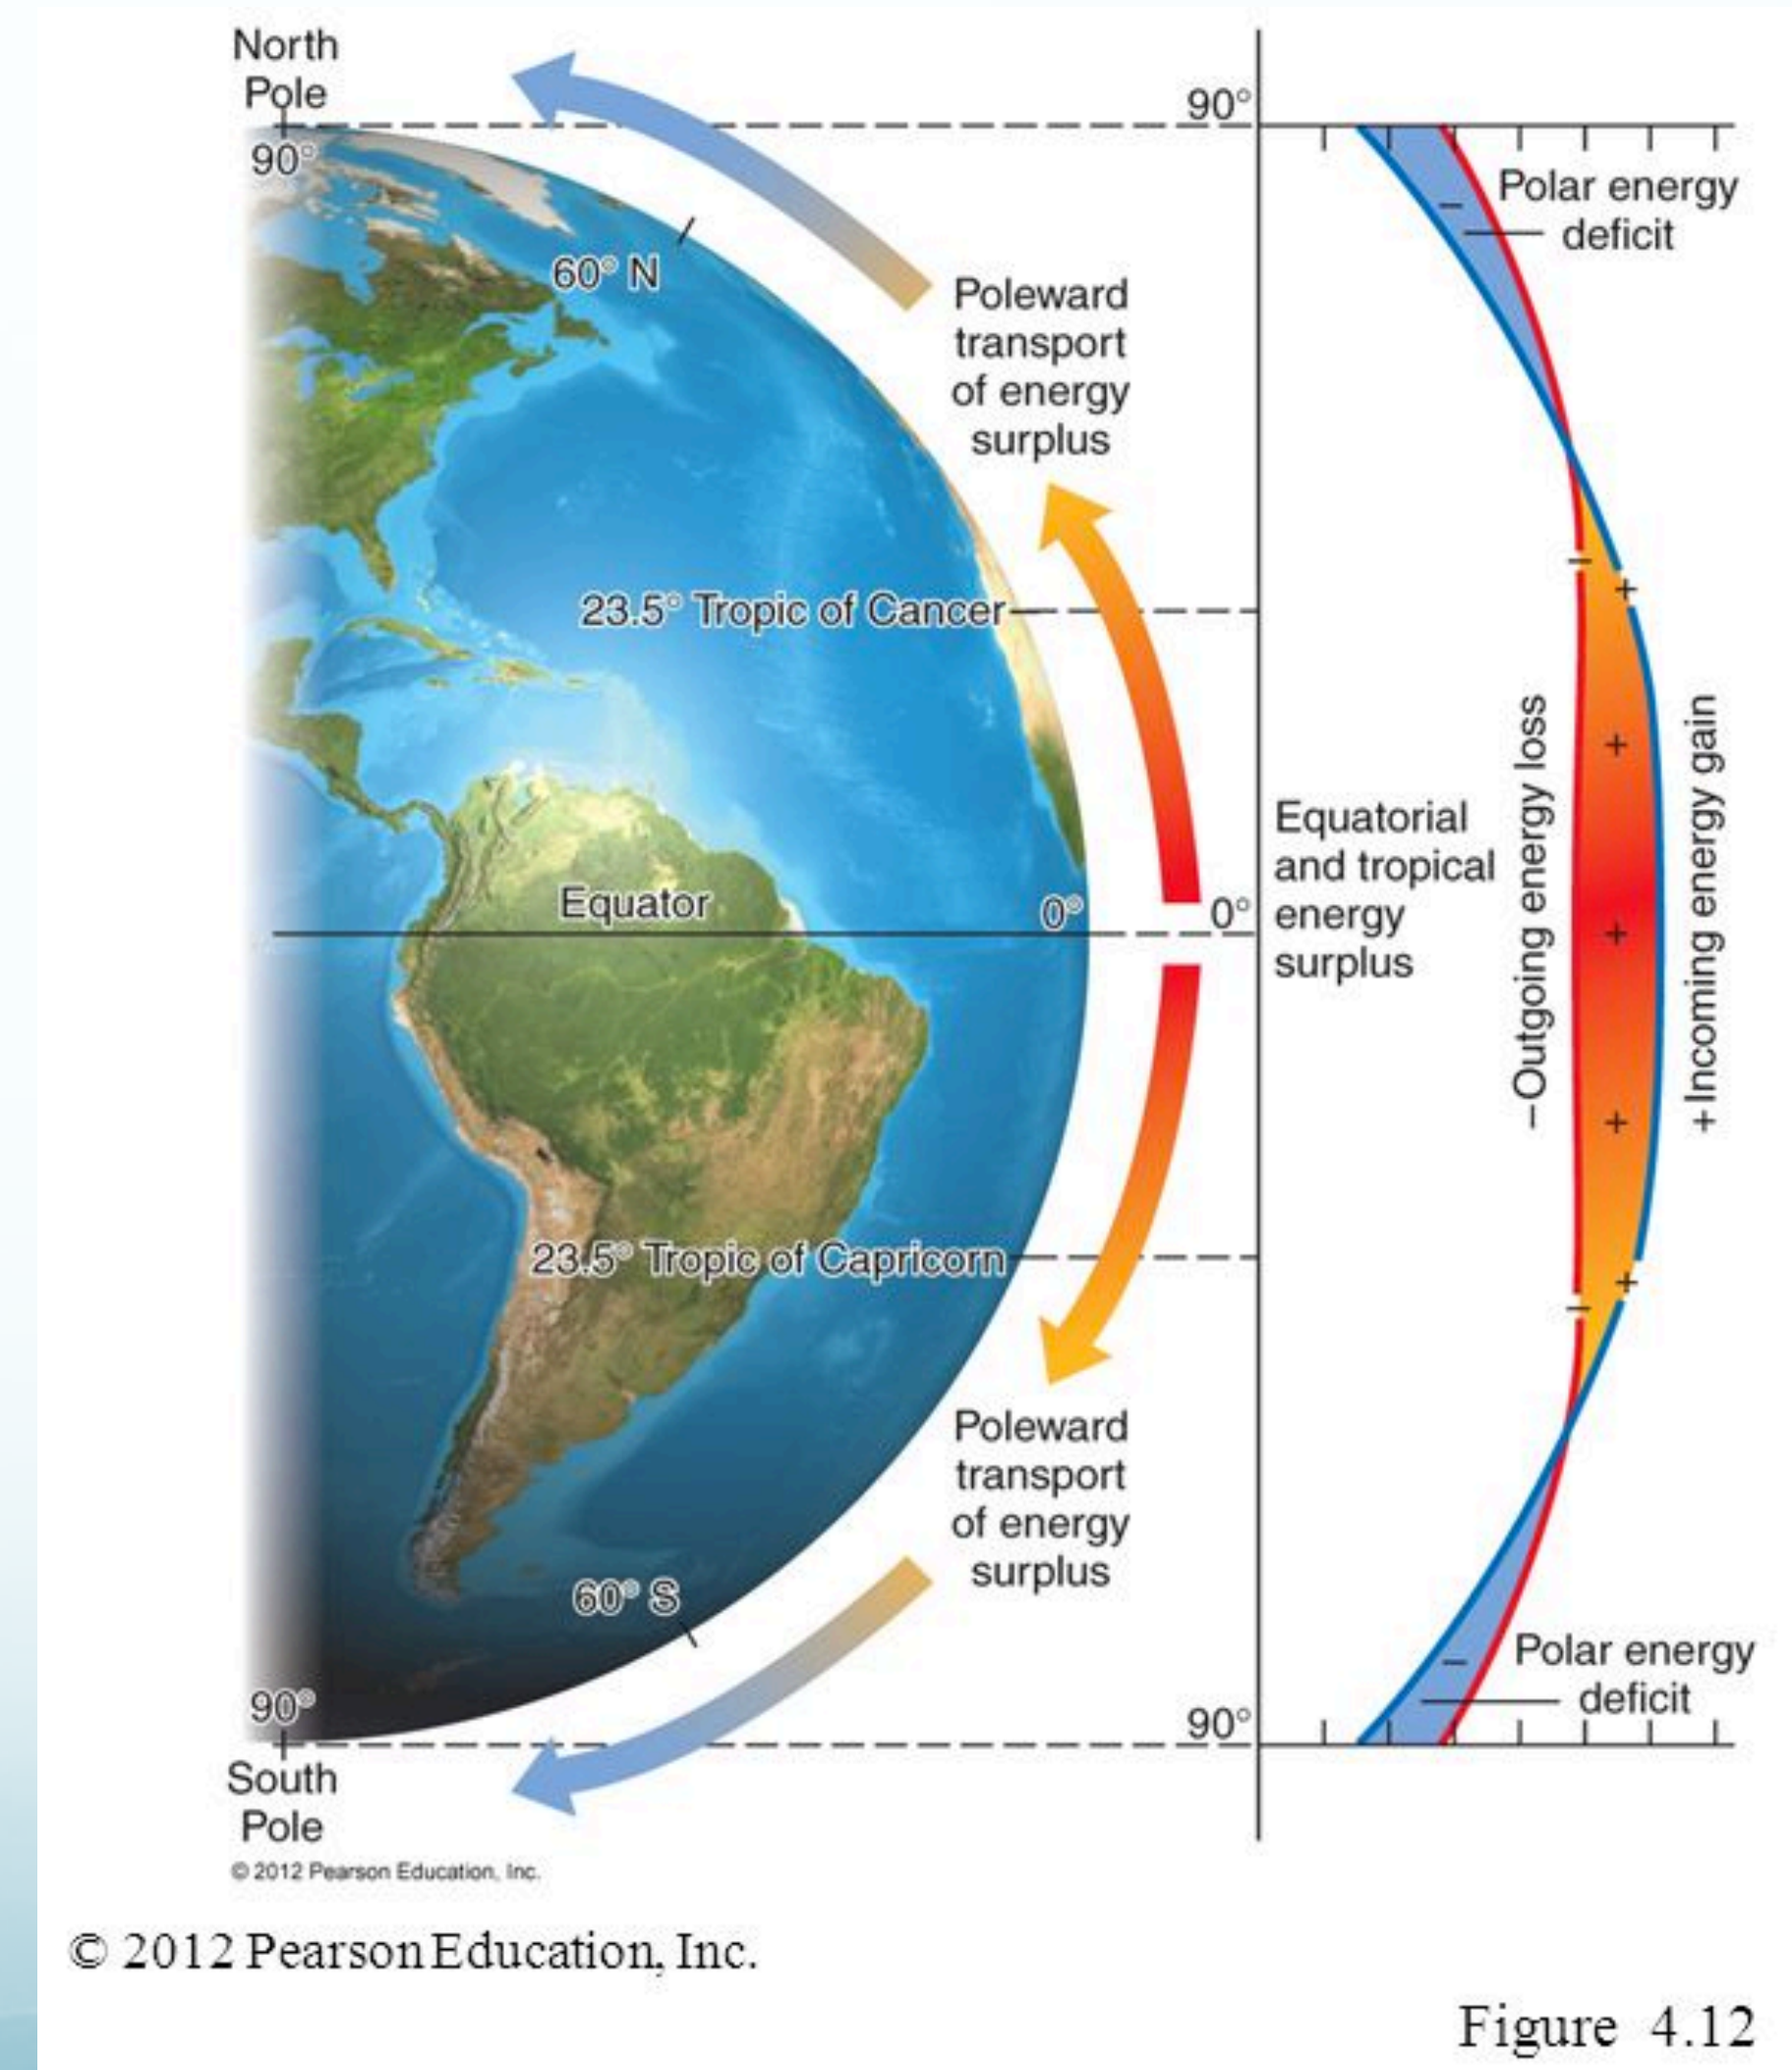 North
Pole
90°
90°
60° N
Polar energy
deficit
−
Poleward
transport
of energy
surplus
−
+
23.5° Tropic of Cancer
+
−Outgoing energy loss
+Incoming energy gain
Equatorial
and tropical
energy
surplus
Equator
0°
0°
+
+
23.5° Tropic of Capricorn
+
−
Poleward
transport
of energy
surplus
60° S
Polar energy
deficit
−
90°
90°
South
Pole
© 2012 Pearson Education, Inc.
© 2012 Pearson Education, Inc.
Figure 4.12